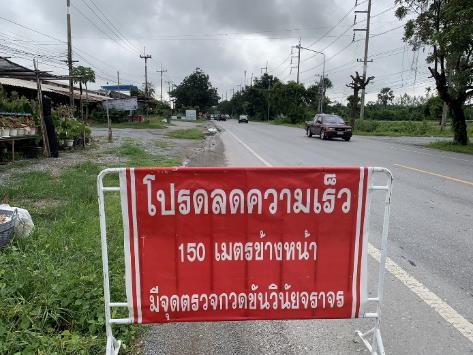 โปรดลดความเร็ว
150 เมตรข้างหน้า
มีจุดตรวจกวดขันวินัยจราจร